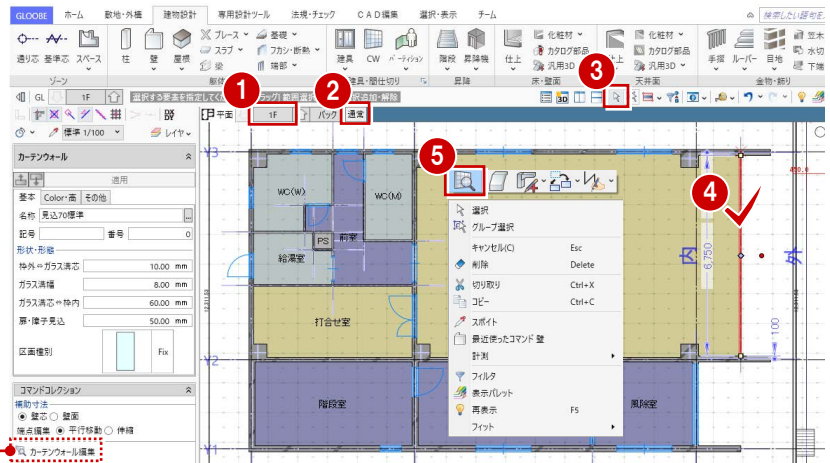 GLOOBE ホーム 敷地・外構 建物設計 専用設計ツール 法規・チェック CAD編集 選択・表示 チーム 検索したい語句を
通り芯 基準芯 スペース 柱 壁 屋根
ブレース 基礎
スラブ フカシ・断熱
梁 端部
建具 CW パーティション 階段 昇降機 仕上
化粧材
カタログ部品
汎用3D
化粧材
カタログ部品
汎用3D
手摺 ルーバー 目地
笠木
水切
下端
ゾーン 建具・間仕切り 昇降 床・壁面 天井面 金物・飾り
GL 1F
平面 1F バック 通常
1
2
3
4
5
標準 1/100 レイヤ
カーテンウォール
適用
基本 Color・高 その他
名称 見込70標準
記号 番号 0
形状・形態
枠外⇔ガラス溝芯 10.00 mm
ガラス溝幅 8.00 mm
ガラス溝芯⇔枠内 60.00 mm
扉・障子見込 50.00 mm
区画種別 Fix
コマンドコレクション
補助寸法
壁芯 壁面
端点編集 平行移動 伸縮
カーテンウォール編集
Y3
Y2
Y1
WC(W)
WC(M)
PS
前室
給湯室
打合せ室
階段室
風除室
内
外
6,750
100
450.0
選択
グループ選択
キャンセル(C) Esc
削除 Delete
切り取り Ctrl+X
コピー Ctrl+C
スポイト
最近使ったコマンド 壁
計測
フィルタ
表示パレット
再表示 F5
フィット